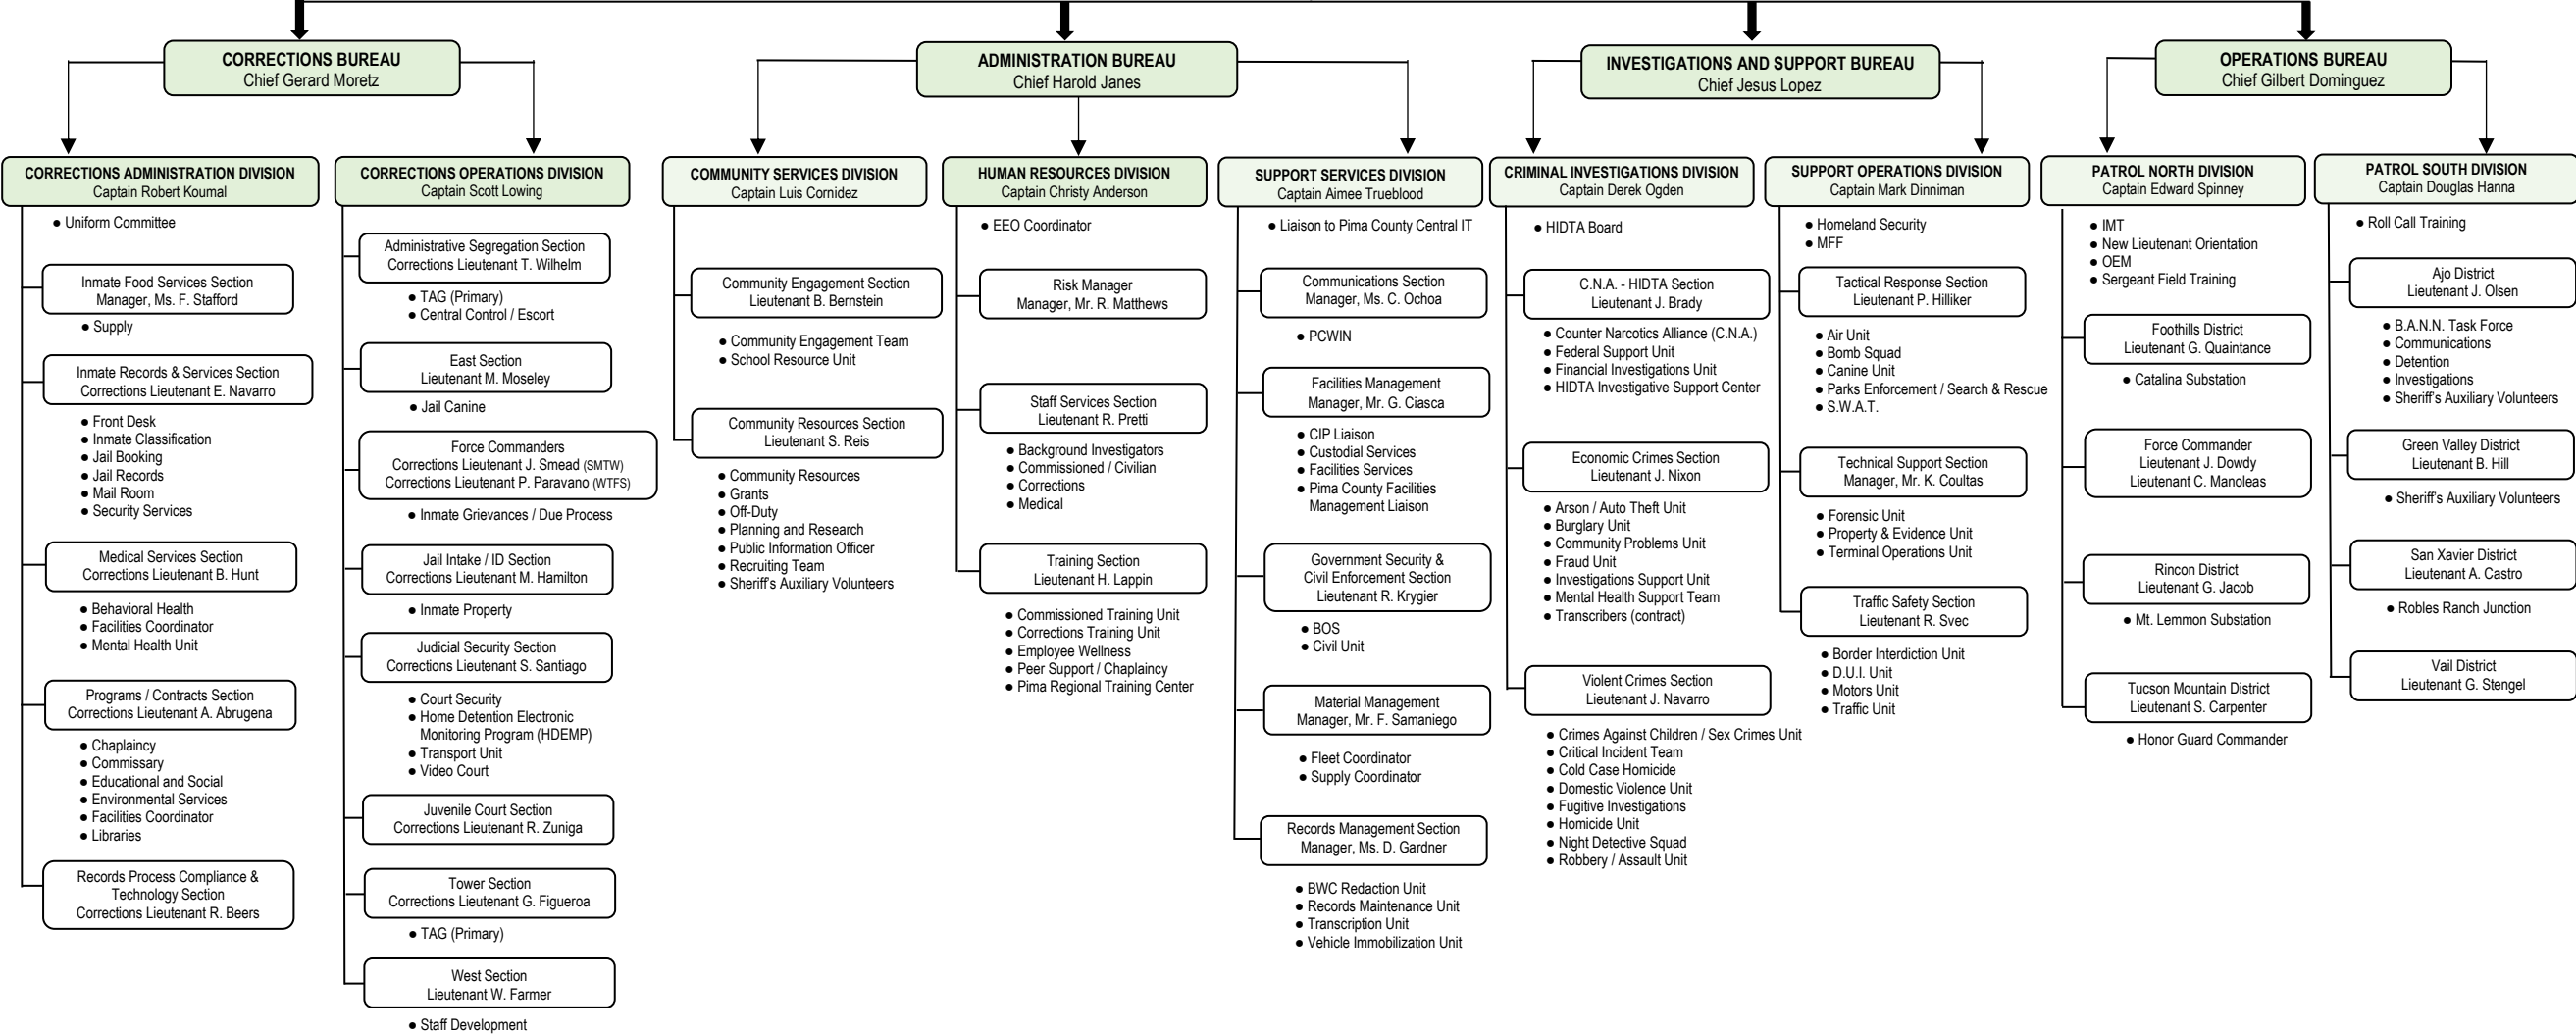 CORRECTIONS BUREAU
Chief Gerard Moretz
ADMINISTRATION BUREAU
Chief Harold Janes
INVESTIGATIONS AND SUPPORT BUREAU
Chief Jesus Lopez
OPERATIONS BUREAU
Chief Gilbert Dominguez
CORRECTIONS ADMINISTRATION DIVISION
Captain Robert Koumal
● Uniform Committee
Inmate Food Services Section
Manager, Ms. F. Stafford
● Supply
Inmate Records & Services Section
Corrections Lieutenant E. Navarro
● Front Desk
● Inmate Classification
● Jail Booking
● Jail Records
● Mail Room
● Security Services
Medical Services Section
Corrections Lieutenant B. Hunt
● Behavioral Health
● Facilities Coordinator
● Mental Health Unit
Programs / Contracts Section
Corrections Lieutenant A. Abrugena
● Chaplaincy
● Commissary
● Educational and Social
● Environmental Services
● Facilities Coordinator
● Libraries
Records Process Compliance &
Technology Section
Corrections Lieutenant R. Beers
CORRECTIONS OPERATIONS DIVISION
Captain Scott Lowing
Administrative Segregation Section
Corrections Lieutenant T. Wilhelm
● TAG (Primary)
● Central Control / Escort
East Section
Lieutenant M. Moseley
● Jail Canine
Force Commanders
Corrections Lieutenant J. Smead (SMTW)
Corrections Lieutenant P. Paravano (WTFS)
● Inmate Grievances / Due Process
Jail Intake / ID Section
Corrections Lieutenant M. Hamilton
● Inmate Property
Judicial Security Section
Corrections Lieutenant S. Santiago
● Court Security
● Home Detention Electronic
Monitoring Program (HDEMP)
● Transport Unit
● Video Court
Juvenile Court Section
Corrections Lieutenant R. Zuniga
Tower Section
Corrections Lieutenant G. Figueroa
● TAG (Primary)
West Section
Lieutenant W. Farmer
● Staff Development
COMMUNITY SERVICES DIVISION
Captain Luis Cornidez
Community Engagement Section
Lieutenant B. Bernstein
● Community Engagement Team
● School Resource Unit
Community Resources Section
Lieutenant S. Reis
● Community Resources
● Grants
● Off-Duty
● Planning and Research
● Public Information Officer
● Recruiting Team
● Sheriff's Auxiliary Volunteers
HUMAN RESOURCES DIVISION
Captain Christy Anderson
● EEO Coordinator
Risk Manager
Manager, Mr. R. Matthews
Staff Services Section
Lieutenant R. Pretti
● Background Investigators
● Commissioned / Civilian
● Corrections
● Medical
Training Section
Lieutenant H. Lappin
● Commissioned Training Unit
● Corrections Training Unit
● Employee Wellness
● Peer Support / Chaplaincy
● Pima Regional Training Center
SUPPORT SERVICES DIVISION
Captain Aimee Trueblood
● Liaison to Pima County Central IT
Communications Section
Manager, Ms. C. Ochoa
● PCWIN
Facilities Management
Manager, Mr. G. Ciasca
● CIP Liaison
● Custodial Services
● Facilities Services
● Pima County Facilities
Management Liaison
Government Security &
Civil Enforcement Section
Lieutenant R. Krygier
● BOS
● Civil Unit
Material Management
Manager, Mr. F. Samaniego
● Fleet Coordinator
● Supply Coordinator
Records Management Section
Manager, Ms. D. Gardner
● BWC Redaction Unit
● Records Maintenance Unit
● Transcription Unit
● Vehicle Immobilization Unit
CRIMINAL INVESTIGATIONS DIVISION
Captain Derek Ogden
● HIDTA Board
C.N.A. - HIDTA Section
Lieutenant J. Brady
● Counter Narcotics Alliance (C.N.A.)
● Federal Support Unit
● Financial Investigations Unit
● HIDTA Investigative Support Center
Economic Crimes Section
Lieutenant J. Nixon
● Arson / Auto Theft Unit
● Burglary Unit
● Community Problems Unit
● Fraud Unit
● Investigations Support Unit
● Mental Health Support Team
● Transcribers (contract)
Violent Crimes Section
Lieutenant J. Navarro
● Crimes Against Children / Sex Crimes Unit
● Critical Incident Team
● Cold Case Homicide
● Domestic Violence Unit
● Fugitive Investigations
● Homicide Unit
● Night Detective Squad
● Robbery / Assault Unit
SUPPORT OPERATIONS DIVISION
Captain Mark Dinniman
● Homeland Security
● MFF
Tactical Response Section
Lieutenant P. Hilliker
● Air Unit
● Bomb Squad
● Canine Unit
● Parks Enforcement / Search & Rescue
● S.W.A.T.
Technical Support Section
Manager, Mr. K. Coultas
● Forensic Unit
● Property & Evidence Unit
● Terminal Operations Unit
Traffic Safety Section
Lieutenant R. Svec
● Border Interdiction Unit
● D.U.I. Unit
● Motors Unit
● Traffic Unit
PATROL NORTH DIVISION
Captain Edward Spinney
● IMT
● New Lieutenant Orientation
● OEM
● Sergeant Field Training
Foothills District
Lieutenant G. Quaintance
● Catalina Substation
Force Commander
Lieutenant J. Dowdy
Lieutenant C. Manoleas
Rincon District
Lieutenant G. Jacob
● Mt. Lemmon Substation
Tucson Mountain District
Lieutenant S. Carpenter
● Honor Guard Commander
PATROL SOUTH DIVISION
Captain Douglas Hanna
● Roll Call Training
Ajo District
Lieutenant J. Olsen
● B.A.N.N. Task Force
● Communications
● Detention
● Investigations
● Sheriff's Auxiliary Volunteers
Green Valley District
Lieutenant B. Hill
● Sheriff's Auxiliary Volunteers
San Xavier District
Lieutenant A. Castro
● Robles Ranch Junction
Vail District
Lieutenant G. Stengel